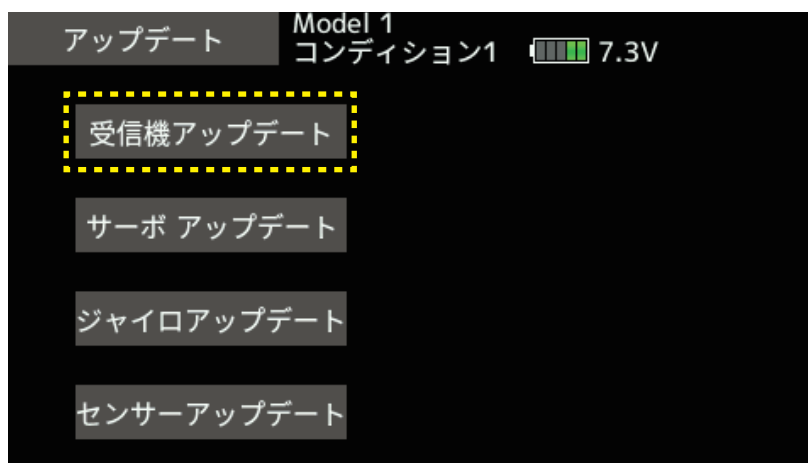 アップデート
Model 1
コンディション1 7.3V
受信機アップデート
サーボ アップデート
ジャイロアップデート
センサーアップデート